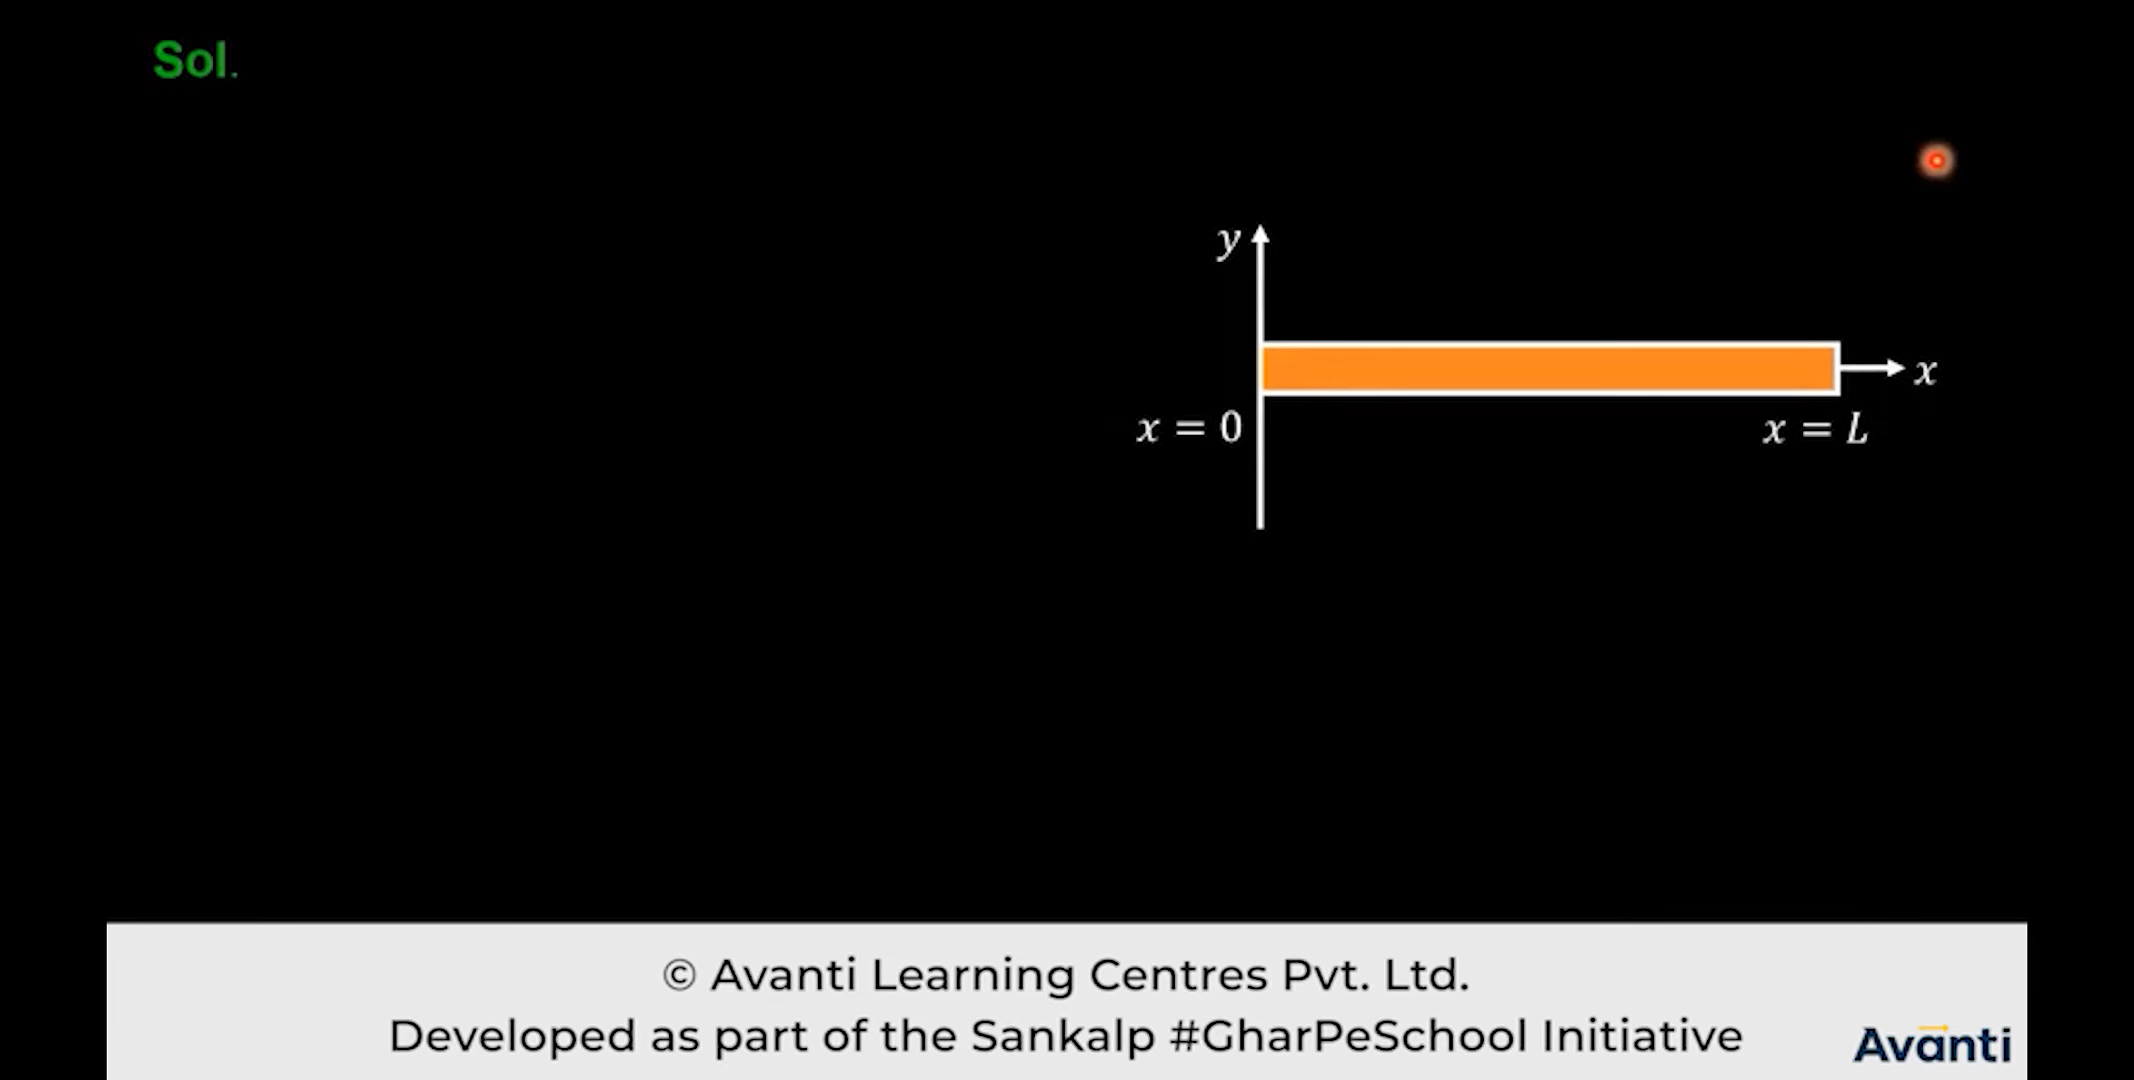 Sol.
y
x
x = 0
x = L
© Avanti Learning Centres Pvt. Ltd.
Developed as part of the Sankalp #GharPeSchool Initiative
Avanti